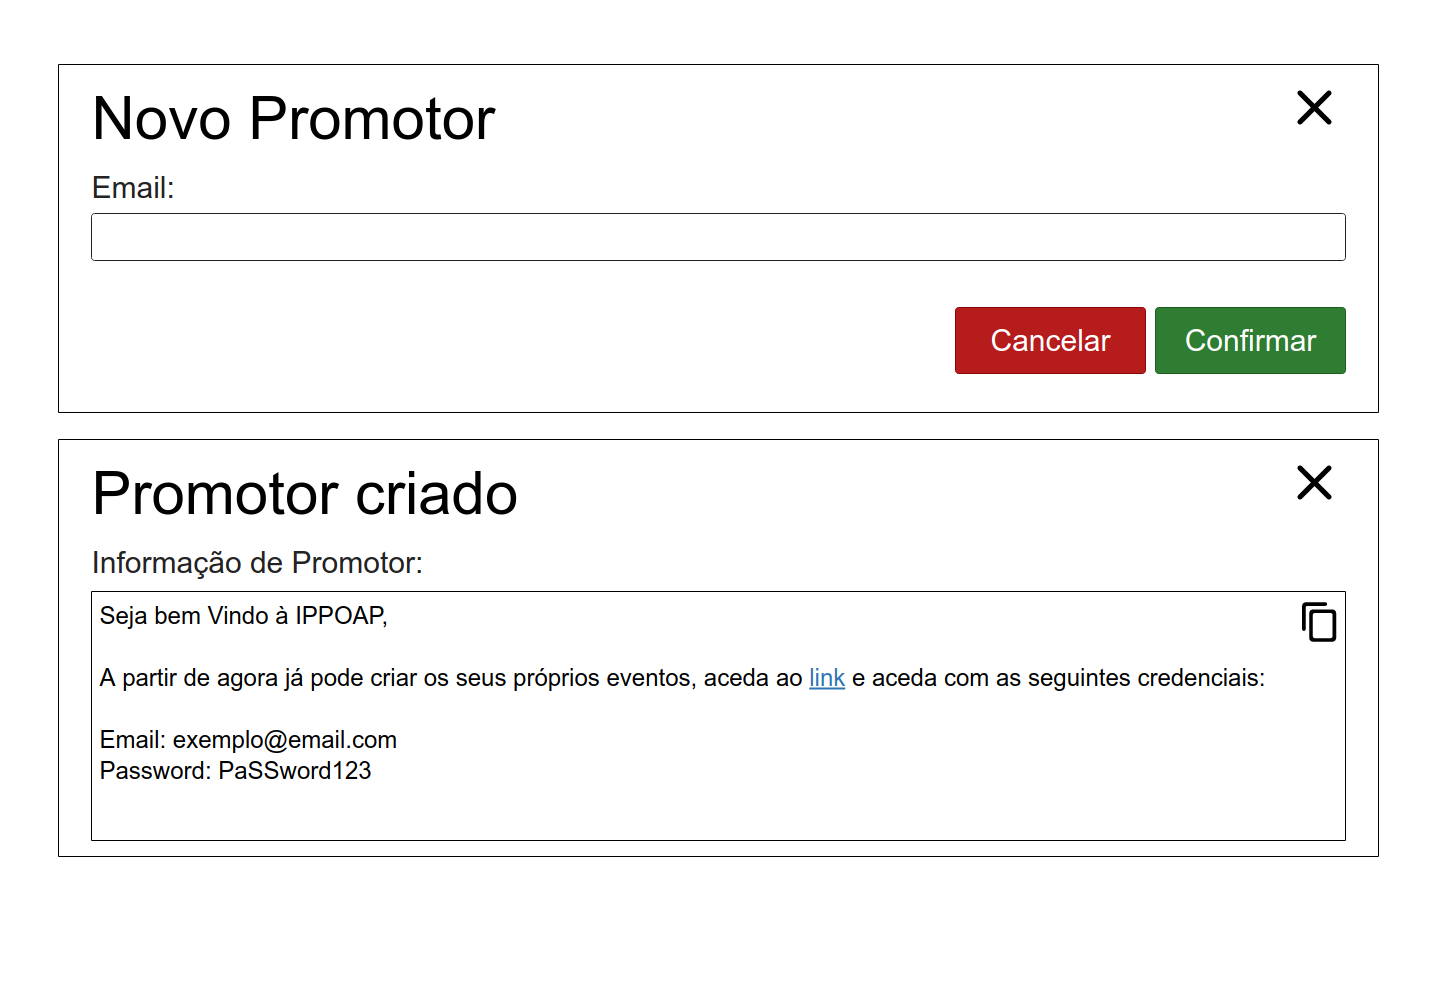 Novo Promotor
Email:
Cancelar Confirmar
Promotor criado
Informação de Promotor:
Seja bem Vindo à IPPOAP,
A partir de agora já pode criar os seus próprios eventos, aceda ao link e aceda com as seguintes credenciais:
Email: exemplo@email.com
Password: PaSSword123